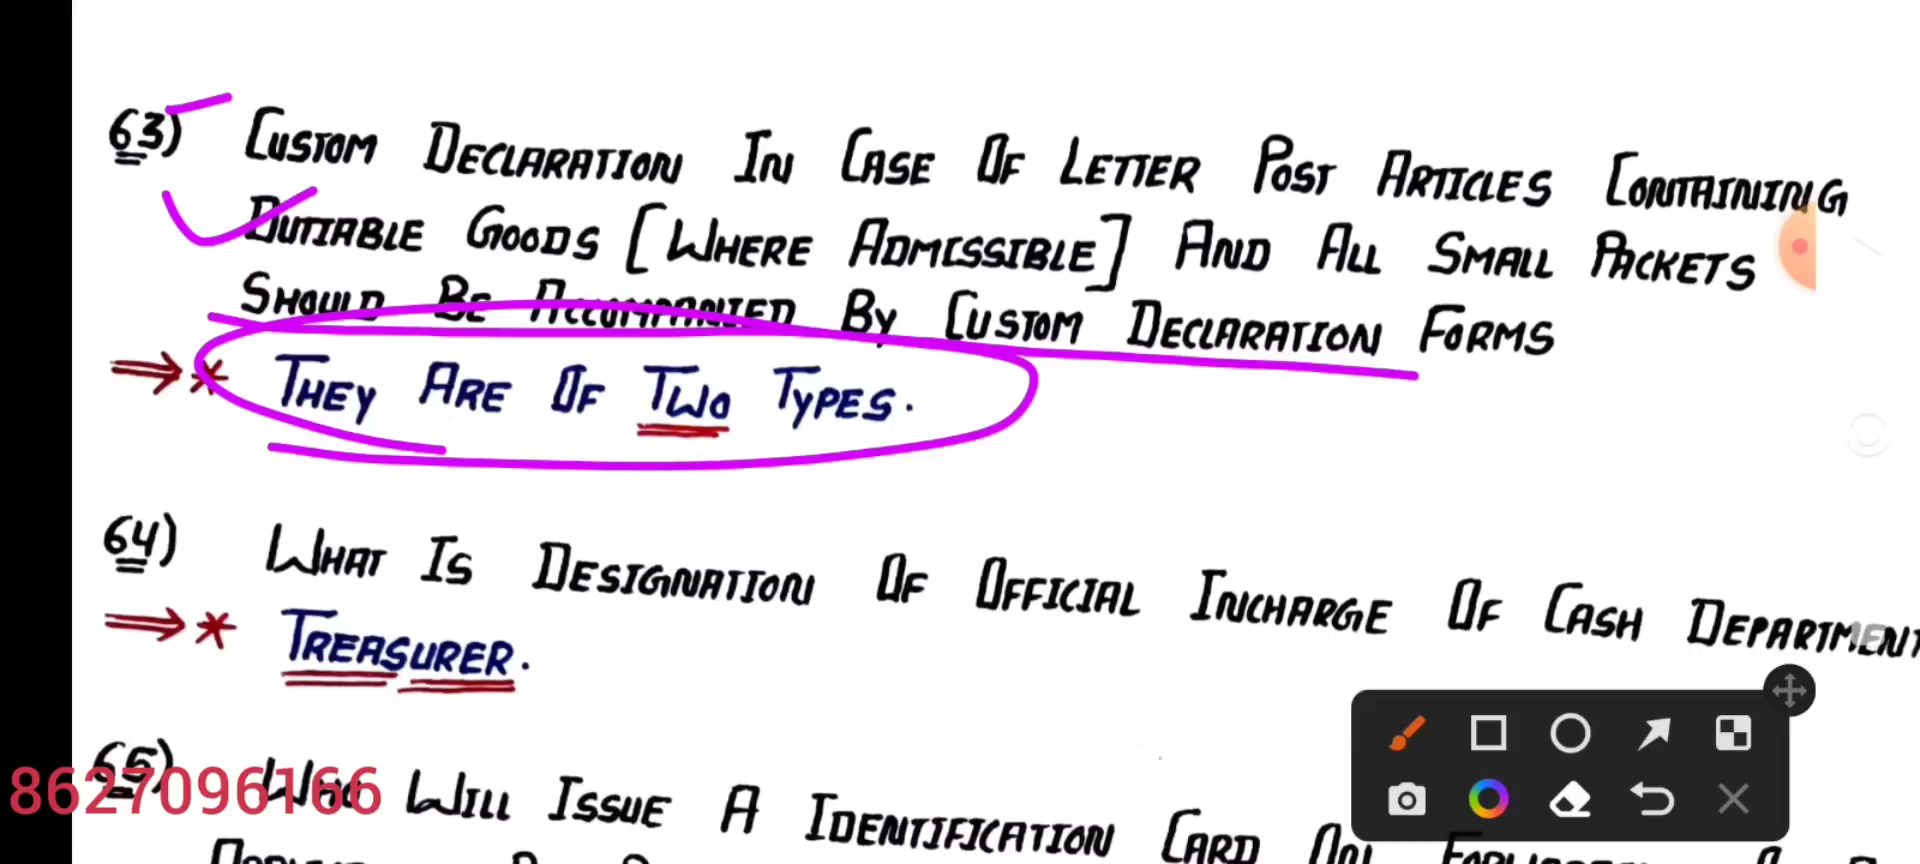 63) CUSTOM DECLARATION IN CASE OF LETTER POST ARTICLES CONTAINING
DUTIABLE GOODS [WHERE ADMISSIBLE] AND ALL SMALL PACKETS
SHOULD BE ACCOMPANIED BY CUSTOM DECLARATION FORMS
⇒* THEY ARE OF TWO TYPES.
64) WHAT IS DESIGNATION OF OFFICIAL INCHARGE OF CASH DEPARTMENT
⇒* TREASURER.
65) WHO WILL ISSUE A IDENTIFICATION CARD ON
8627096166